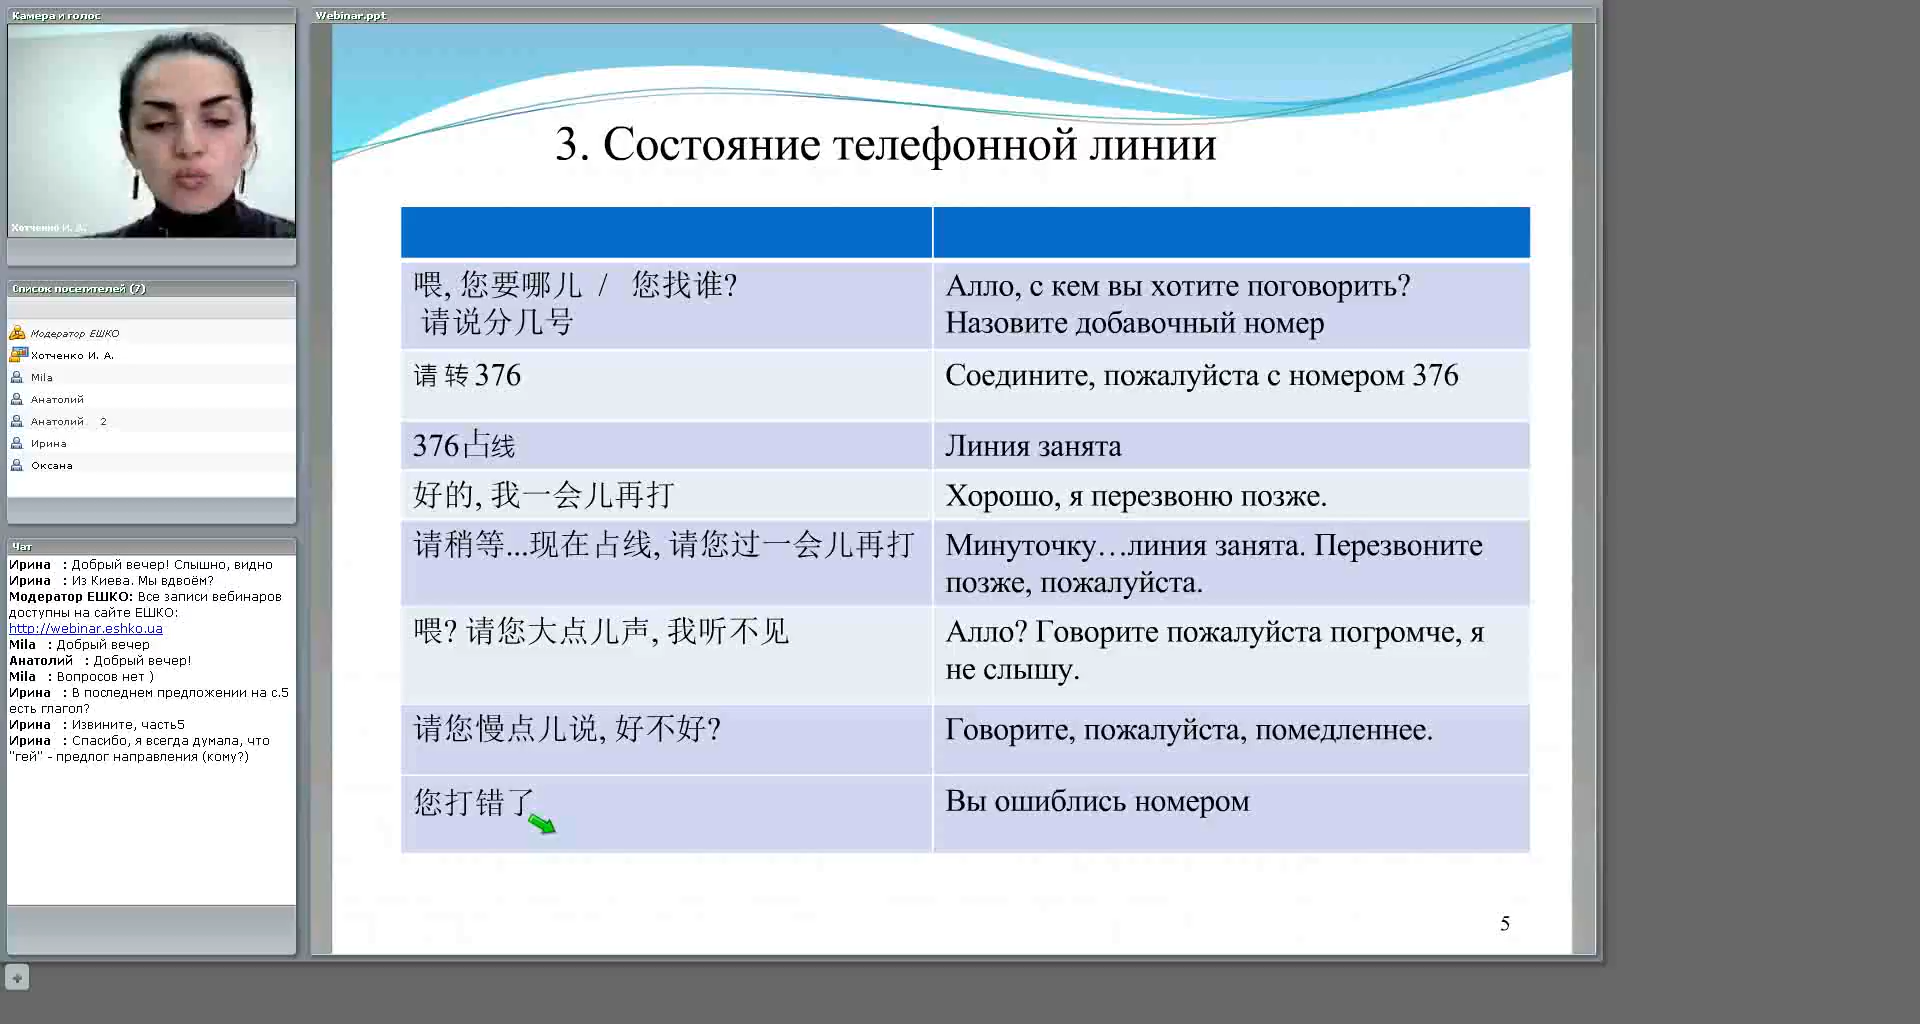 Камера и голос
Хотченко И. А.
Список посетителей (7)
Модератор ЕШКО
Хотченко И. А.
Mila
Анатолий
Анатолий 2
Ирина
Оксана
Чат
Ирина : Добрый вечер! Слышно, видно
Ирина : Из Киева. Мы вдвоём?
Модератор ЕШКО: Все записи вебинаров
доступны на сайте ЕШКО:
http://webinar.eshko.ua
Mila : Добрый вечер
Анатолий : Добрый вечер!
Mila : Вопросов нет )
Ирина : В последнем предложении на с.5
есть глагол?
Ирина : Извините, часть5
Ирина : Спасибо, я всегда думала, что
"гей" - предлог направления (кому?)
Webinar.ppt
3. Состояние телефонной линии
喂, 您要哪儿 / 您找谁?
请说分几号
Алло, с кем вы хотите поговорить?
Назовите добавочный номер
请 转 376
Соедините, пожалуйста с номером 376
376占线
Линия занята
好的, 我一会儿再打
Хорошо, я перезвоню позже.
请稍等...现在占线, 请您过一会儿再打
Минуточку…линия занята. Перезвоните
позже, пожалуйста.
喂? 请您大点儿声, 我听不见
Алло? Говорите пожалуйста погромче, я
не слышу.
请您慢点儿说, 好不好?
Говорите, пожалуйста, помедленнее.
您打错了
Вы ошиблись номером
5